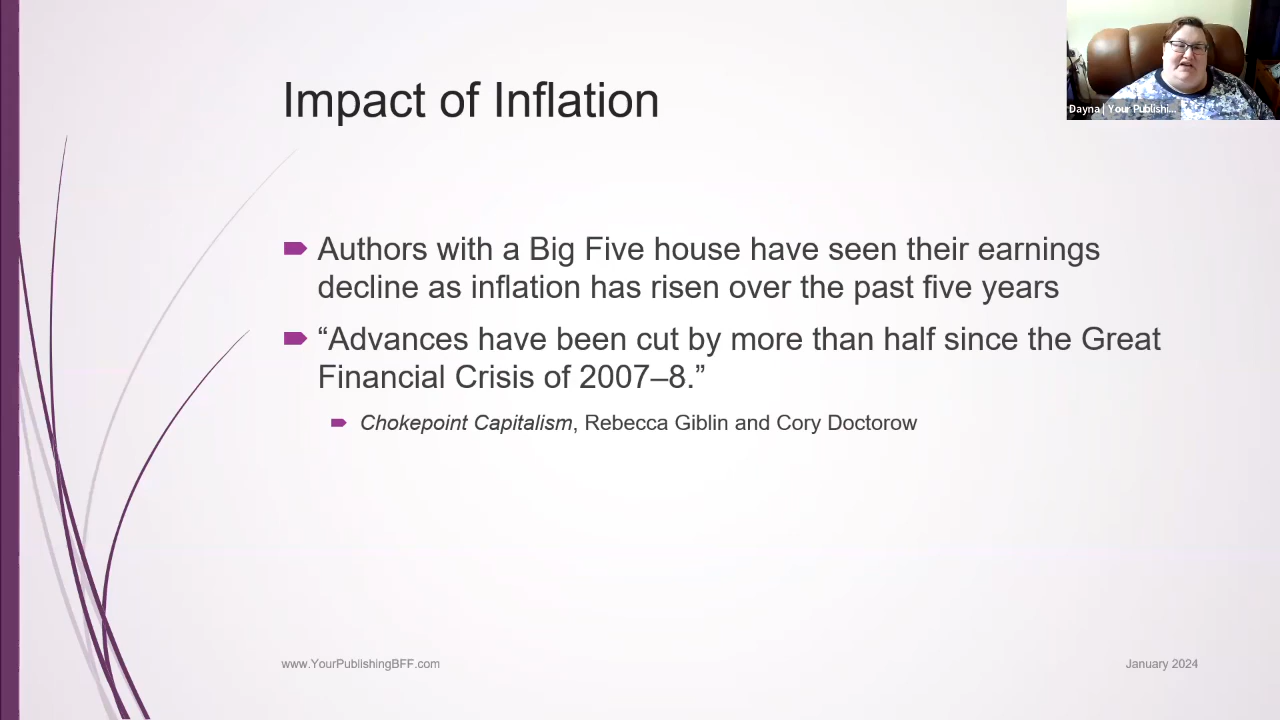 Impact of Inflation
Dayna | Your Publishi...
Authors with a Big Five house have seen their earnings
decline as inflation has risen over the past five years
“Advances have been cut by more than half since the Great
Financial Crisis of 2007–8.”
Chokepoint Capitalism, Rebecca Giblin and Cory Doctorow
www.YourPublishingBFF.com
January 2024